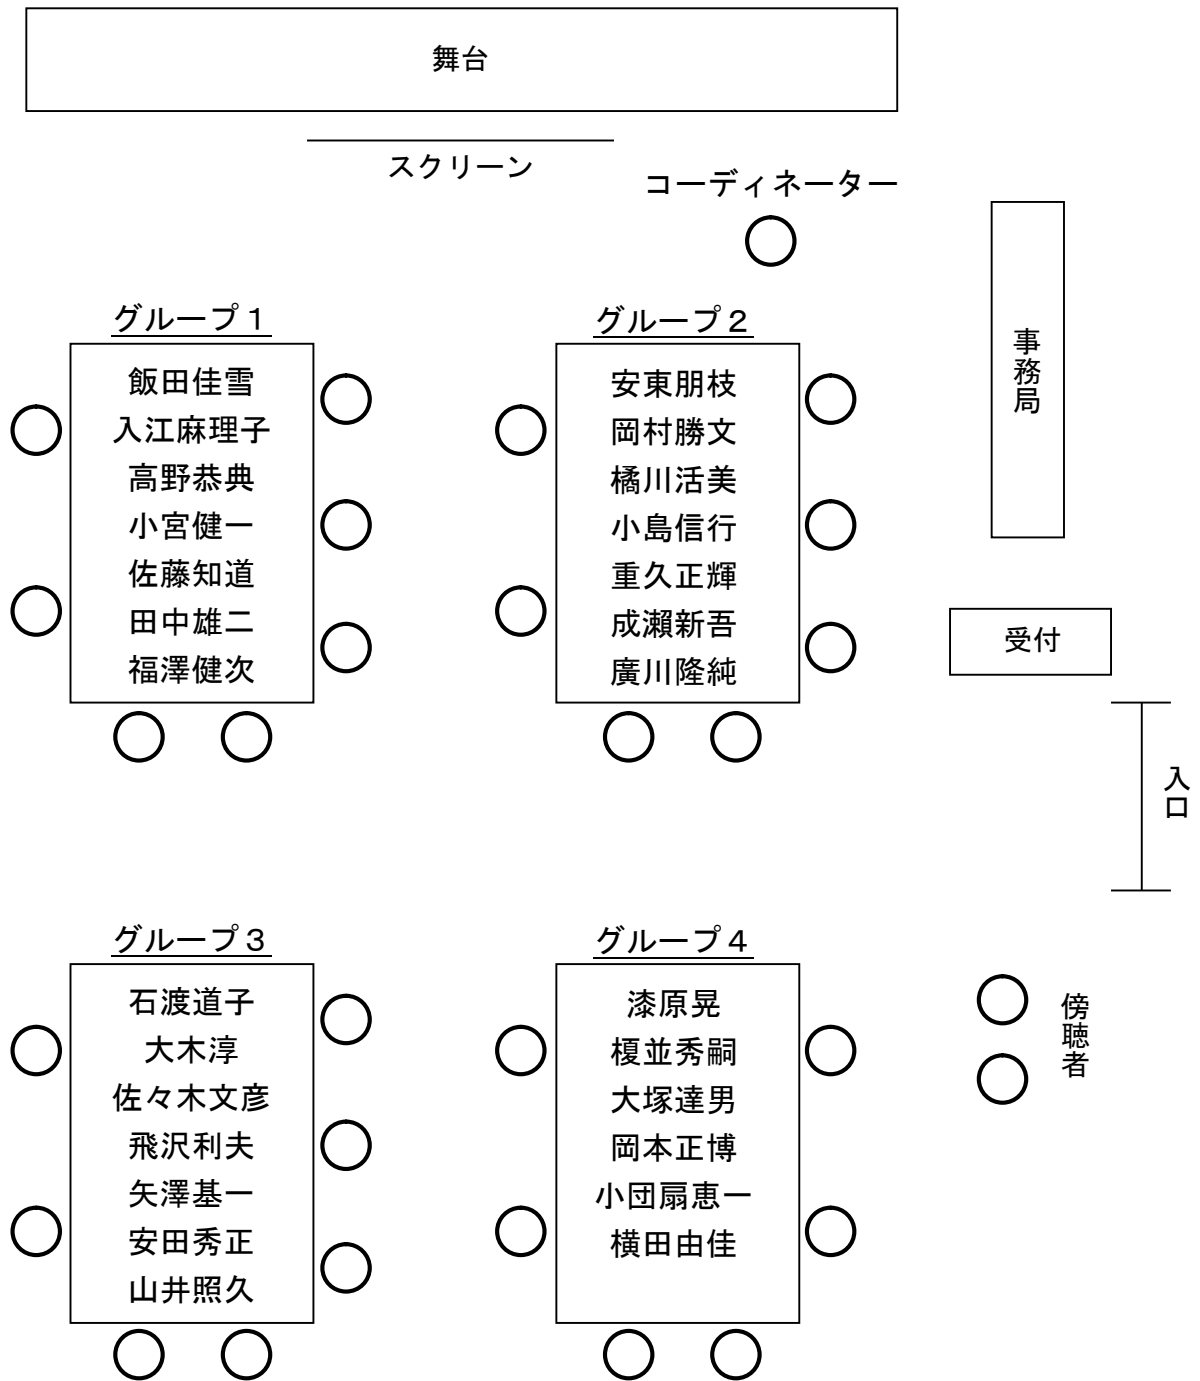 舞台
スクリーン
コーディネーター
事務局
グループ１
飯田佳雪
入江麻理子
高野恭典
小宮健一
佐藤知道
田中雄二
福澤健次
グループ２
安東朋枝
岡村勝文
橘川活美
小島信行
重久正輝
成瀬新吾
廣川隆純
受付
入口
グループ３
石渡道子
大木淳
佐々木文彦
飛沢利夫
矢澤基一
安田秀正
山井照久
グループ４
漆原晃
榎並秀嗣
大塚達男
岡本正博
小団扇恵一
横田由佳
傍聴者